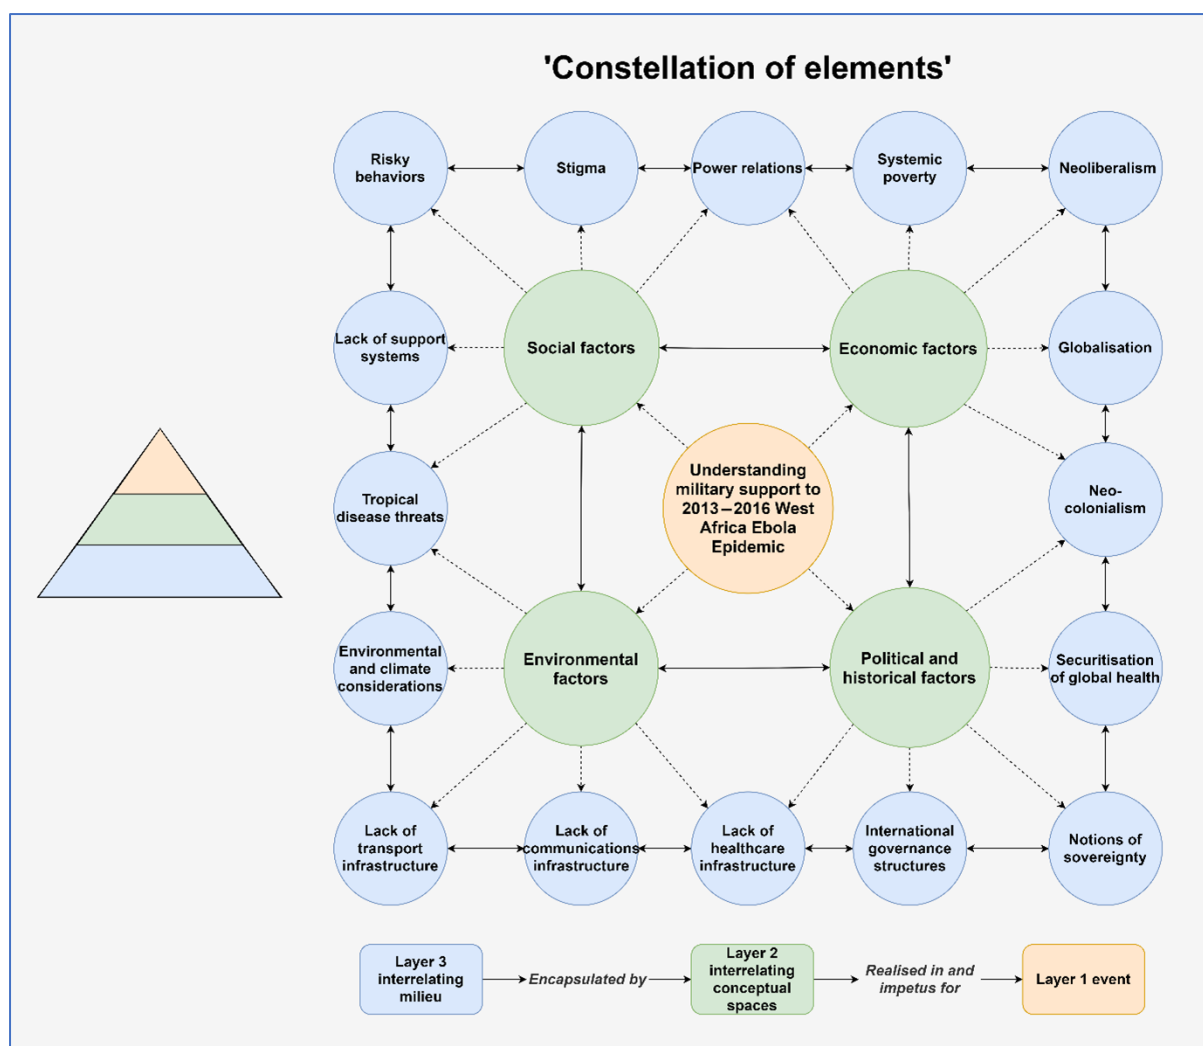 'Constellation of elements'
Risky
behaviors
Stigma
Power relations
Systemic
poverty
Neoliberalism
Lack of support
systems
Social factors
Economic factors
Globalisation
Tropical
disease threats
Understanding
military support to
2013–2016 West
Africa Ebola
Epidemic
Neo-
colonialism
Environmental
and climate
considerations
Environmental
factors
Political and
historical factors
Securitisation
of global health
Lack of
transport
infrastructure
Lack of
communications
infrastructure
Lack of
healthcare
infrastructure
International
governance
structures
Notions of
sovereignty
Layer 3
interrelating
milieu
Encapsulated by
Layer 2
interrelating
conceptual
spaces
Realised in and
impetus for
Layer 1 event